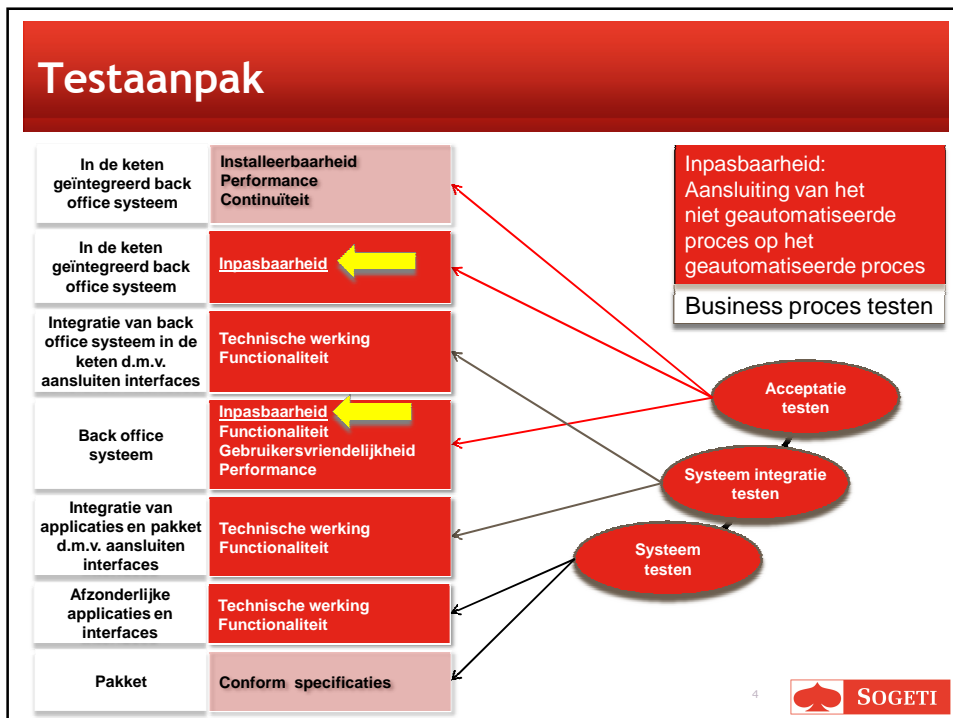 Testaanpak
In de keten
geïntegreerd back
office systeem
Installeerbaarheid
Performance
Continuïteit
In de keten
geïntegreerd back
office systeem
Inpasbaarheid
Integratie van back
office systeem in de
keten d.m.v.
aansluiten interfaces
Technische werking
Functionaliteit
Back office
systeem
Inpasbaarheid
Functionaliteit
Gebruikersvriendelijkheid
Performance
Integratie van
applicaties en pakket
d.m.v. aansluiten
interfaces
Technische werking
Functionaliteit
Afzonderlijke
applicaties en
interfaces
Technische werking
Functionaliteit
Pakket
Conform specificaties
Inpasbaarheid:
Aansluiting van het
niet geautomatiseerde
proces op het
geautomatiseerde proces
Business proces testen
Acceptatie
testen
Systeem integratie
testen
Systeem
testen
4
SOGETI